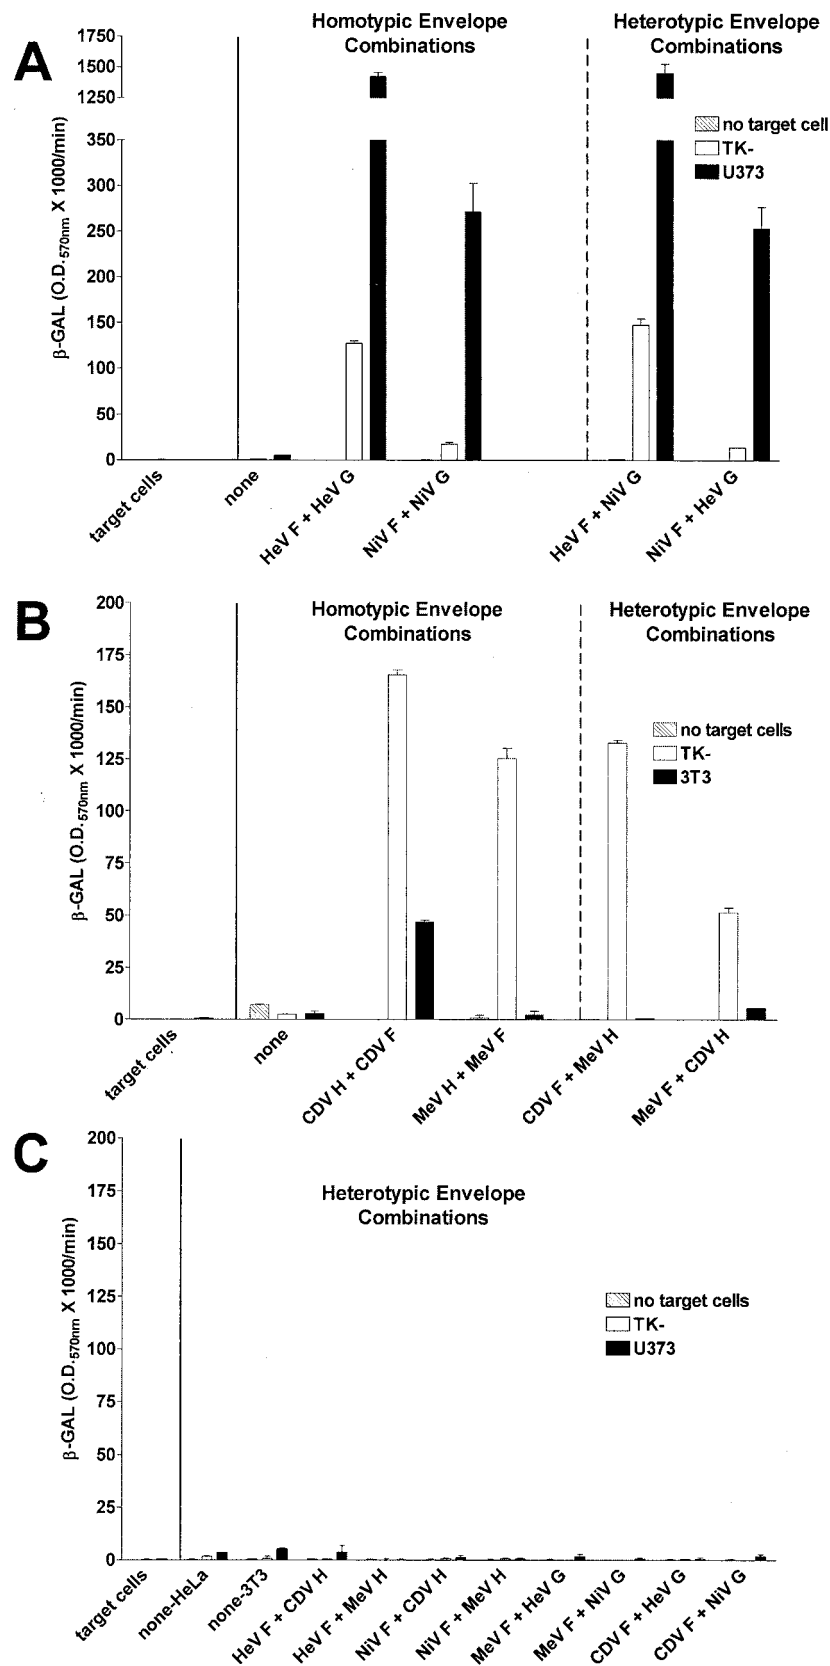 A
Homotypic Envelope
Combinations
Heterotypic Envelope
Combinations
1750
1500
1250
350
300
250
200
150
100
50
0
β-GAL (O.D.570nm X 1000/min)
no target cell
TK-
U373
target cells
none
HeV F + HeV G
NiV F + NiV G
HeV F + NiV G
NiV F + HeV G
B
Homotypic Envelope
Combinations
Heterotypic Envelope
Combinations
200
175
150
125
100
75
50
25
0
β-GAL (O.D.570nm X 1000/min)
no target cells
TK-
3T3
target cells
none
CDV H + CDV F
MeV H + MeV F
CDV F + MeV H
MeV F + CDV H
C
Heterotypic Envelope
Combinations
200
175
150
125
100
75
50
25
0
β-GAL (O.D.570nm X 1000/min)
no target cells
TK-
U373
target cells
none-HeLa
none-3T3
HeV F + CDV H
HeV F + MeV H
NiV F + CDV H
NiV F + MeV H
MeV F + HeV G
MeV F + NiV G
CDV F + HeV G
CDV F + NiV G